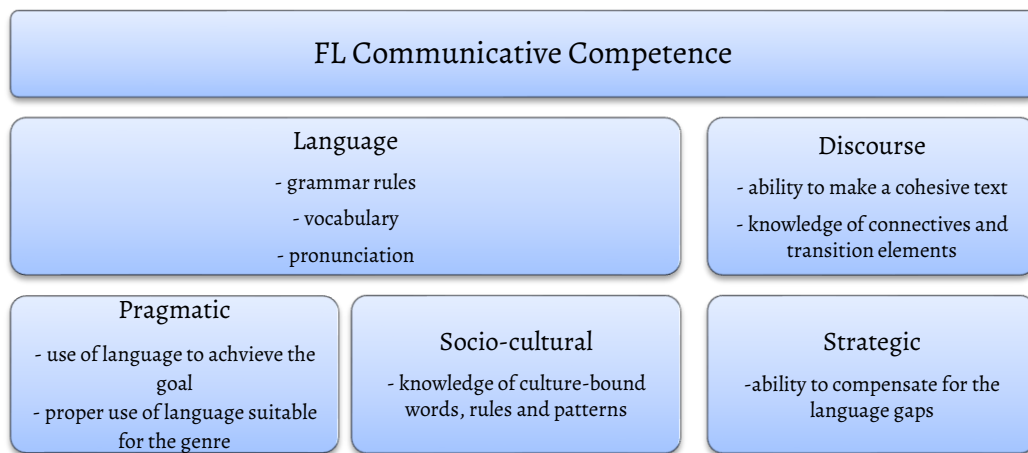 FL Communicative Competence
Language
- grammar rules
- vocabulary
- pronunciation
Discourse
- ability to make a cohesive text
- knowledge of connectives and
transition elements
Pragmatic
- use of language to achvieve the
goal
- proper use of language suitable
for the genre
Socio-cultural
- knowledge of culture-bound
words, rules and patterns
Strategic
-ability to compensate for the
language gaps